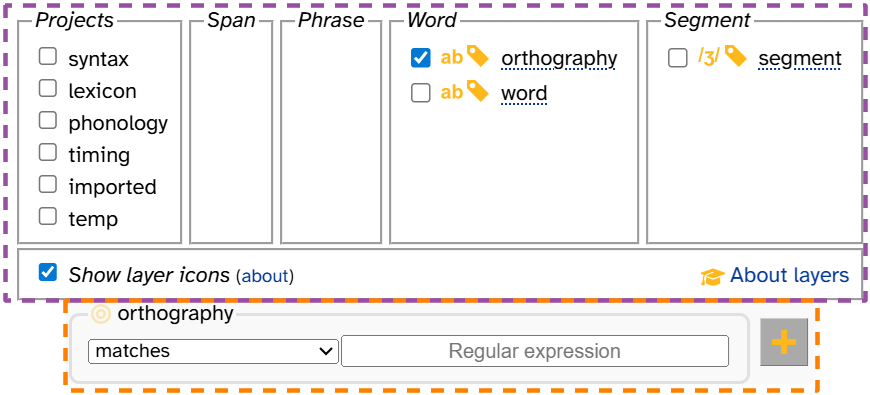 Projects Span Phrase Word Segment
syntax ab orthography /ʒ/ segment
lexicon ab word
phonology
timing
imported
temp
Show layer icons (about) About layers
orthography
matches Regular expression